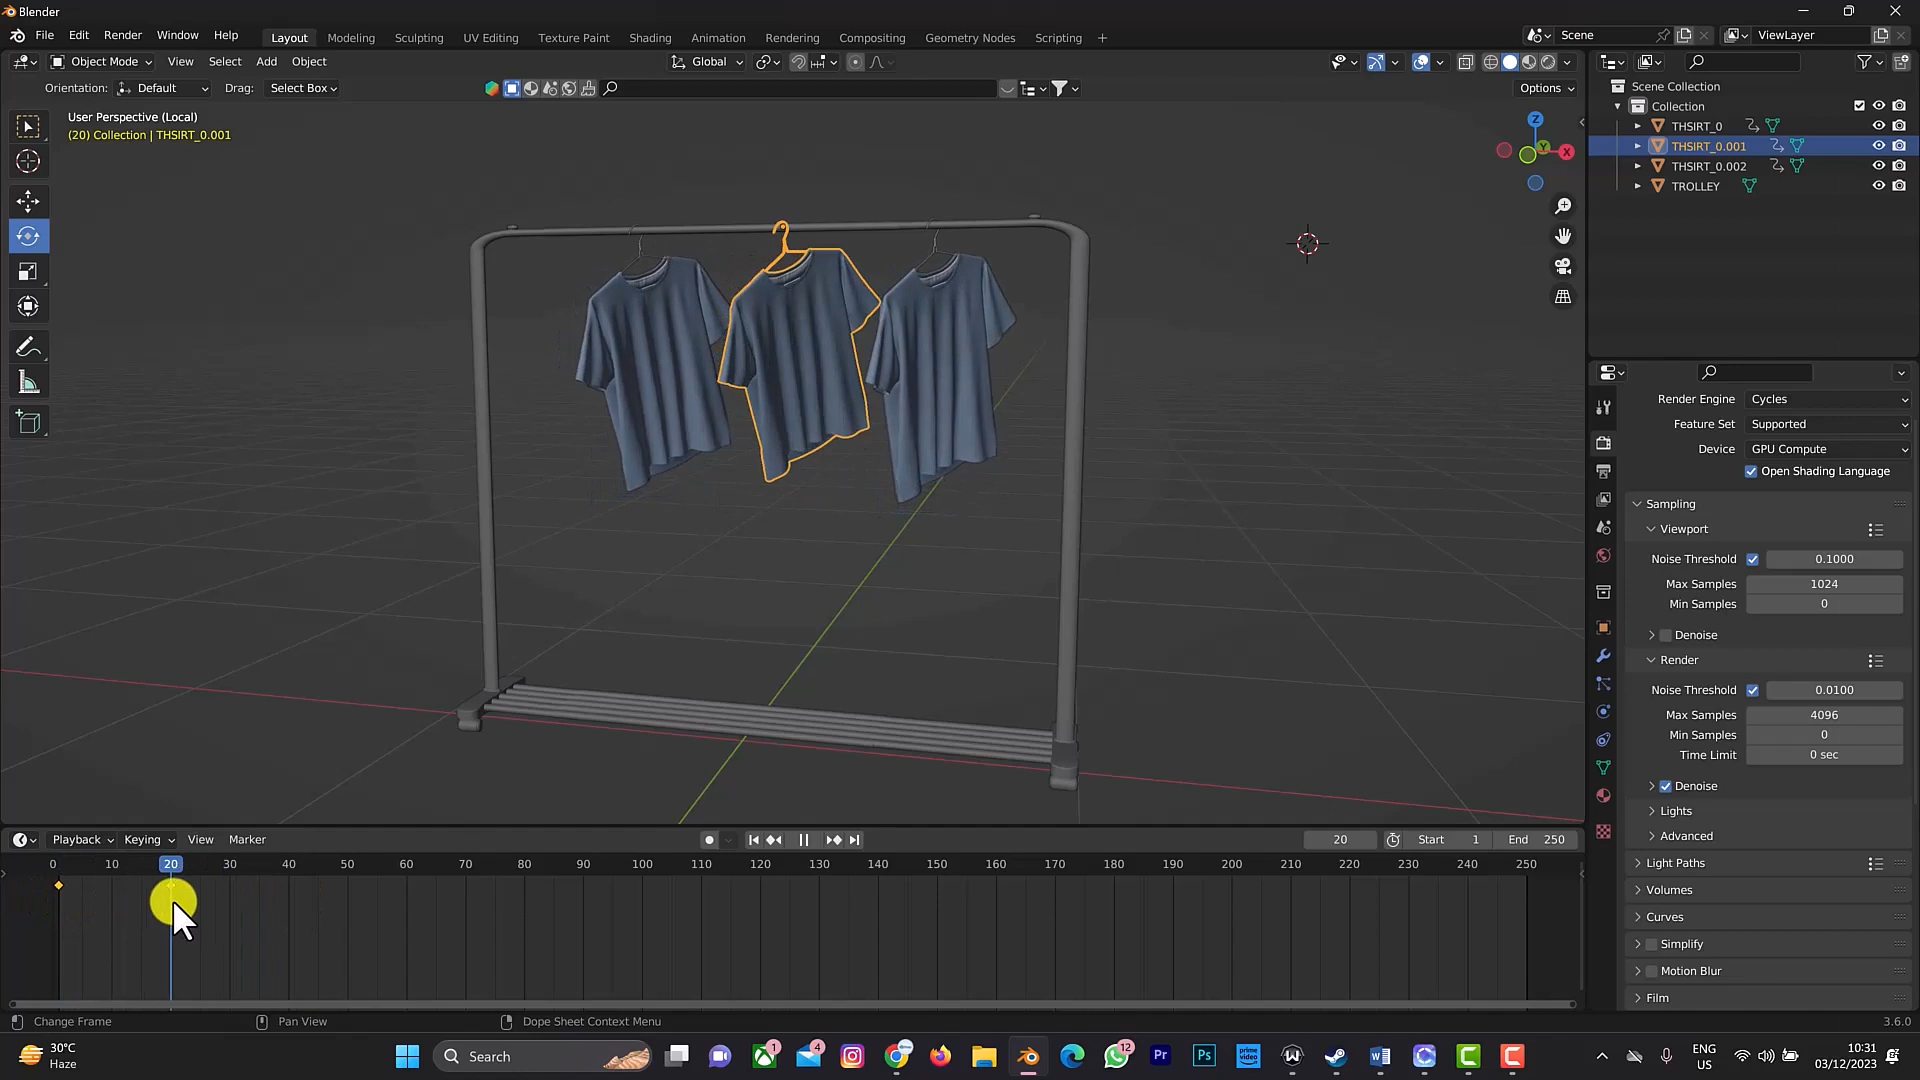 Blender
File Edit Render Window Help
Layout Modeling Sculpting UV Editing Texture Paint Shading Animation Rendering Compositing Geometry Nodes Scripting +
Scene
ViewLayer
Object Mode View Select Add Object
Global
Orientation: Default Drag: Select Box
Options
User Perspective (Local)
(20) Collection | THSIRT_0.001
Z
Y
X
Scene Collection
Collection
THSIRT_0
THSIRT_0.001
THSIRT_0.002
TROLLEY
Render Engine Cycles
Feature Set Supported
Device GPU Compute
Open Shading Language
Sampling
Viewport
Noise Threshold 0.1000
Max Samples 1024
Min Samples 0
Denoise
Render
Noise Threshold 0.0100
Max Samples 4096
Min Samples 0
Time Limit 0 sec
Denoise
Lights
Advanced
Light Paths
Volumes
Curves
Simplify
Motion Blur
Film
Playback Keying View Marker
20 Start 1 End 250
0 10 20 30 40 50 60 70 80 90 100 110 120 130 140 150 160 170 180 190 200 210 220 230 240 250
Change Frame Pan View Dope Sheet Context Menu 3.6.0
30°C
Haze
Search
1
4
12
Pr
Ps
prime video
ENG
US
10:31
03/12/2023